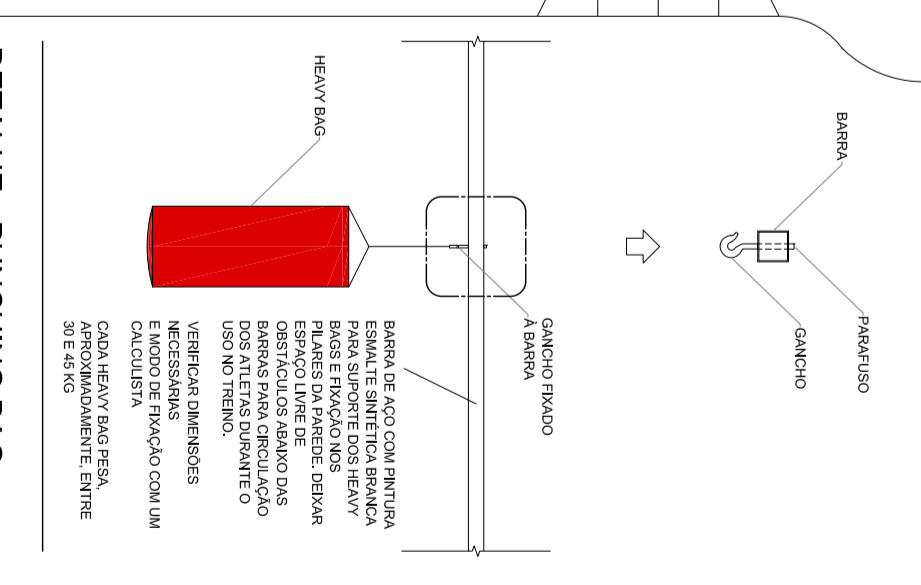 BARRA
PARAFUSO
GANCHO
GANCHO FIXADO
À BARRA
HEAVY BAG
BARRA DE AÇO COM PINTURA
ESMALTE SINTÉTICA BRANCA
PARA SUPORTE DOS HEAVY
BAGS E FIXAÇÃO NOS
PILARES DA PAREDE. DEIXAR
ESPAÇO LIVRE DE
OBSTÁCULOS ABAIXO DAS
BARRAS PARA CIRCULAÇÃO
DOS ATLETAS DURANTE O
USO NO TREINO.
VERIFICAR DIMENSÕES
NECESSÁRIAS
E MODO DE FIXAÇÃO COM UM
CALCULISTA
CADA HEAVY BAG PESA,
APROXIMADAMENTE, ENTRE
30 E 45 KG